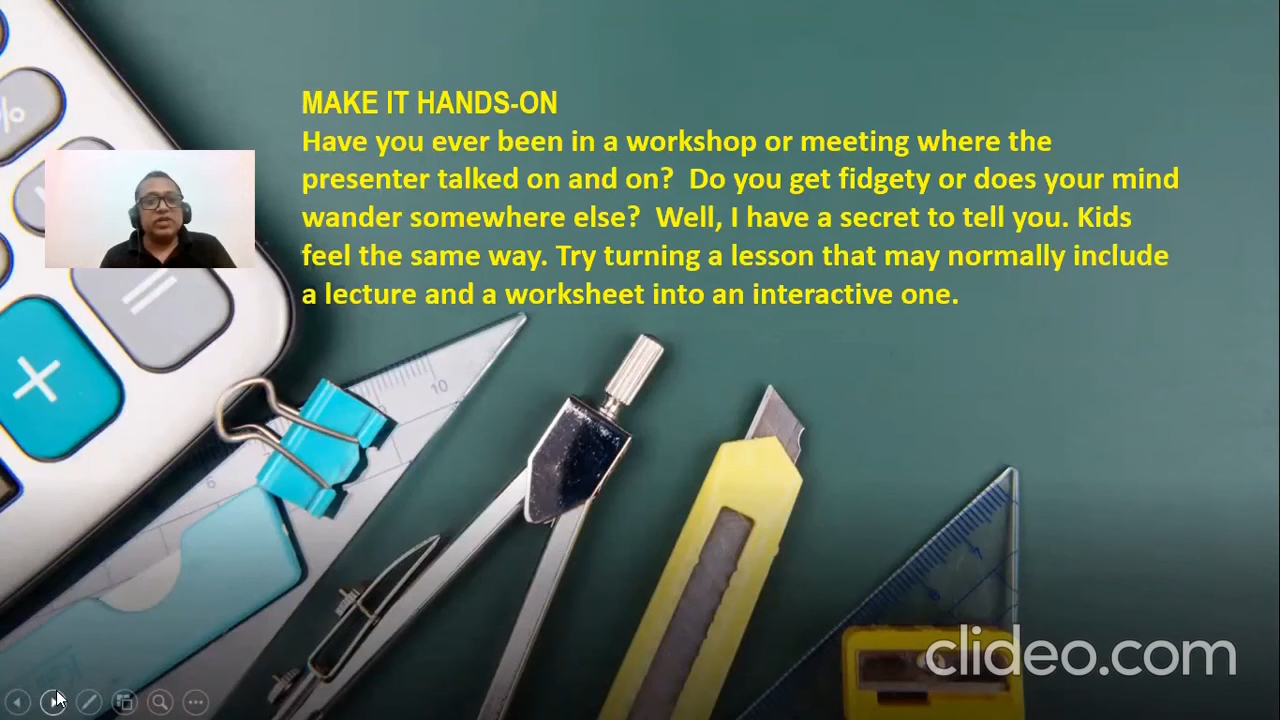 MAKE IT HANDS-ON
Have you ever been in a workshop or meeting where the
presenter talked on and on?  Do you get fidgety or does your mind
wander somewhere else?  Well, I have a secret to tell you. Kids
feel the same way. Try turning a lesson that may normally include
a lecture and a worksheet into an interactive one.
%
=
+
10
6
clideo.com